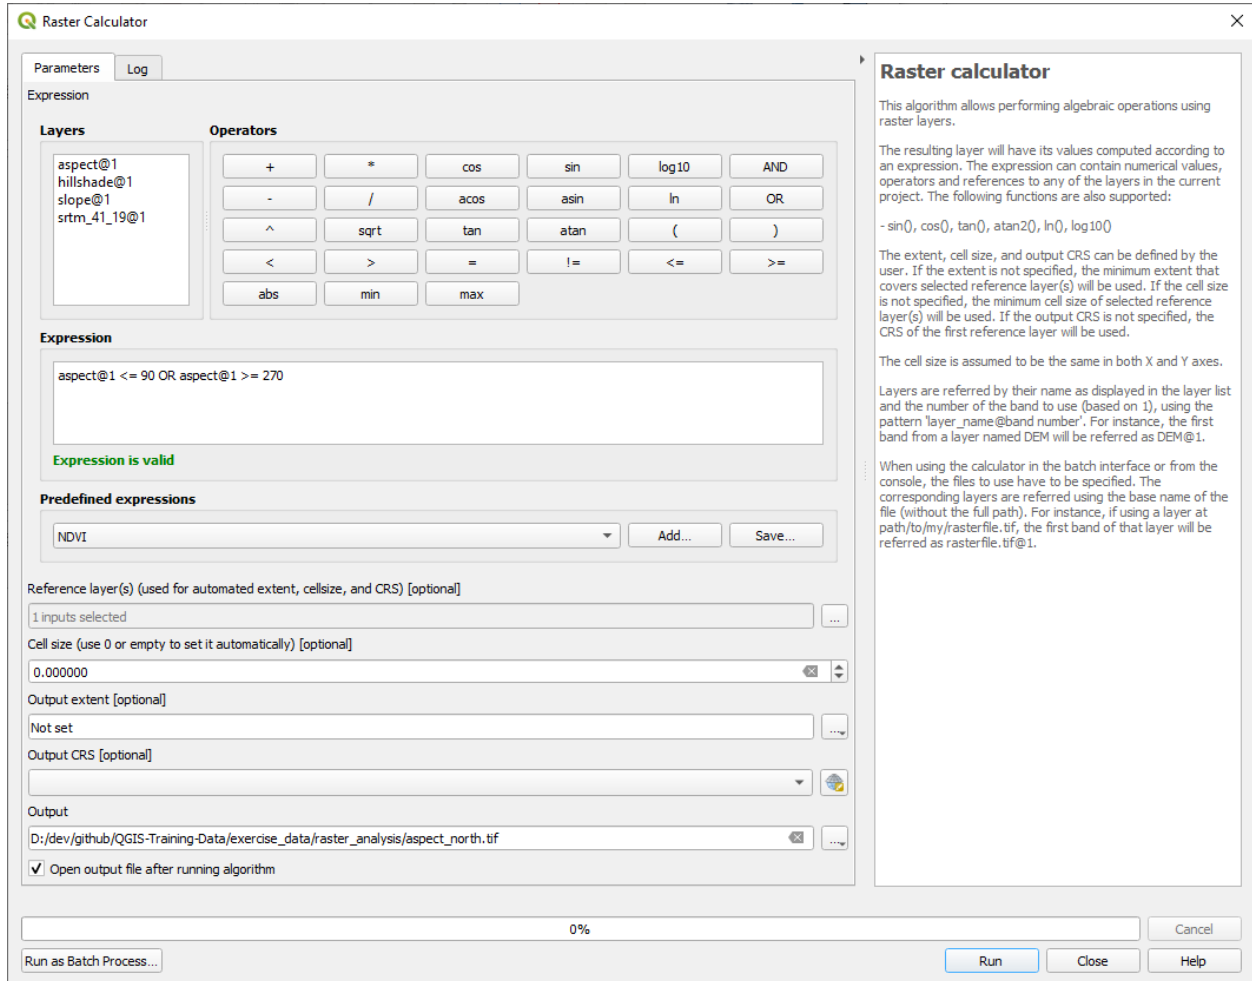 Raster Calculator
Parameters
Log
Expression
Layers
Operators
aspect@1
hillshade@1
slope@1
srtm_41_19@1
+ * cos sin log10 AND
- / acos asin ln OR
^ sqrt tan atan ( )
< > = != <= >=
abs min max
Expression
aspect@1 <= 90 OR aspect@1 >= 270
Expression is valid
Predefined expressions
NDVI
Add...
Save...
Reference layer(s) (used for automated extent, cellsize, and CRS) [optional]
1 inputs selected
...
Cell size (use 0 or empty to set it automatically) [optional]
0.000000
Output extent [optional]
Not set
...
Output CRS [optional]
Output
D:/dev/github/QGIS-Training-Data/exercise_data/raster_analysis/aspect_north.tif
...
Open output file after running algorithm
Raster calculator
This algorithm allows performing algebraic operations using
raster layers.
The resulting layer will have its values computed according to
an expression. The expression can contain numerical values,
operators and references to any of the layers in the current
project. The following functions are also supported:
- sin(), cos(), tan(), atan2(), ln(), log10()
The extent, cell size, and output CRS can be defined by the
user. If the extent is not specified, the minimum extent that
covers selected reference layer(s) will be used. If the cell size
is not specified, the minimum cell size of selected reference
layer(s) will be used. If the output CRS is not specified, the
CRS of the first reference layer will be used.
The cell size is assumed to be the same in both X and Y axes.
Layers are referred by their name as displayed in the layer list
and the number of the band to use (based on 1), using the
pattern 'layer_name@band number'. For instance, the first
band from a layer named DEM will be referred as DEM@1.
When using the calculator in the batch interface or from the
console, the files to use have to be specified. The
corresponding layers are referred using the base name of the
file (without the full path). For instance, if using a layer at
path/to/my/rasterfile.tif, the first band of that layer will be
referred as rasterfile.tif@1.
0%
Cancel
Run as Batch Process...
Run
Close
Help